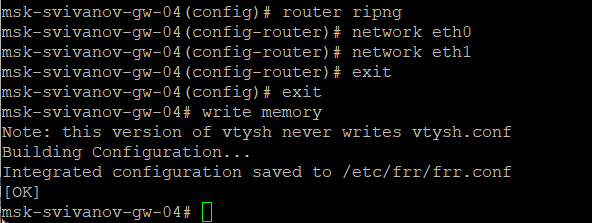 msk-svivanov-gw-04(config)# router ripng
msk-svivanov-gw-04(config-router)# network eth0
msk-svivanov-gw-04(config-router)# network eth1
msk-svivanov-gw-04(config-router)# exit
msk-svivanov-gw-04(config)# exit
msk-svivanov-gw-04# write memory
Note: this version of vtysh never writes vtysh.conf
Building Configuration...
Integrated configuration saved to /etc/frr/frr.conf
[OK]
msk-svivanov-gw-04#